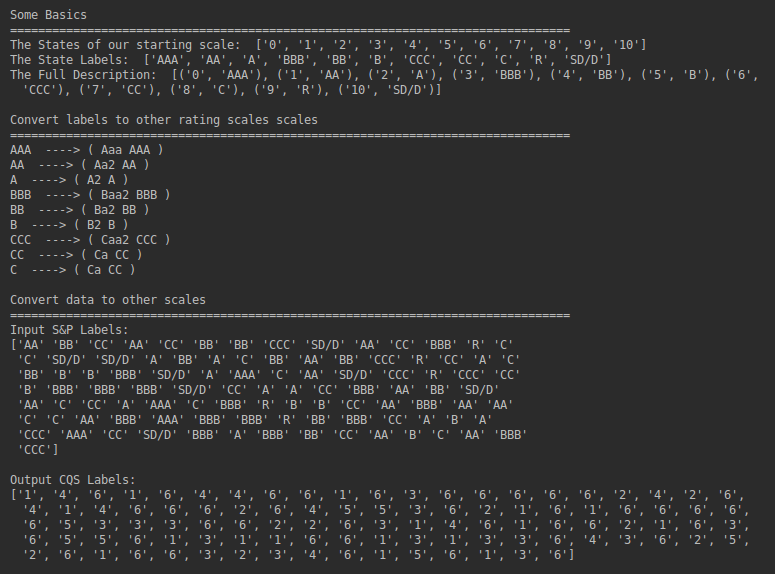 Some Basics
================================================================================
The States of our starting scale:  ['0', '1', '2', '3', '4', '5', '6', '7', '8', '9', '10']
The State Labels:  ['AAA', 'AA', 'A', 'BBB', 'BB', 'B', 'CCC', 'CC', 'C', 'R', 'SD/D']
The Full Description:  [('0', 'AAA'), ('1', 'AA'), ('2', 'A'), ('3', 'BBB'), ('4', 'BB'), ('5', 'B'), ('6',
'CCC'), ('7', 'CC'), ('8', 'C'), ('9', 'R'), ('10', 'SD/D')]
Convert labels to other rating scales scales
================================================================================
AAA  ----> ( Aaa AAA )
AA  ----> ( Aa2 AA )
A  ----> ( A2 A )
BBB  ----> ( Baa2 BBB )
BB  ----> ( Ba2 BB )
B  ----> ( B2 B )
CCC  ----> ( Caa2 CCC )
CC  ----> ( Ca CC )
C  ----> ( Ca CC )
Convert data to other scales
================================================================================
Input S&P Labels:
['AA' 'BB' 'CC' 'AA' 'CC' 'BB' 'BB' 'CCC' 'SD/D' 'AA' 'CC' 'BBB' 'R' 'C'
'C' 'SD/D' 'SD/D' 'A' 'BB' 'A' 'C' 'BB' 'AA' 'BB' 'CCC' 'R' 'CC' 'A' 'C'
'BB' 'B' 'B' 'BBB' 'SD/D' 'A' 'AAA' 'C' 'AA' 'SD/D' 'CCC' 'R' 'CCC' 'CC'
'B' 'BBB' 'BBB' 'BBB' 'SD/D' 'CC' 'A' 'A' 'CC' 'BBB' 'AA' 'BB' 'SD/D'
'AA' 'C' 'CC' 'A' 'AAA' 'C' 'BBB' 'R' 'B' 'B' 'CC' 'AA' 'BBB' 'AA' 'AA'
'C' 'C' 'AA' 'BBB' 'AAA' 'BBB' 'BBB' 'R' 'BB' 'BBB' 'CC' 'A' 'B' 'A'
'CCC' 'AAA' 'CC' 'SD/D' 'BBB' 'A' 'BBB' 'BB' 'CC' 'AA' 'B' 'C' 'AA' 'BBB'
'CCC']
Output CQS Labels:
['1', '4', '6', '1', '6', '4', '4', '6', '6', '1', '6', '3', '6', '6', '6', '6', '6', '2', '4', '2', '6',
'4', '1', '4', '6', '6', '6', '2', '6', '4', '5', '5', '3', '6', '2', '1', '6', '1', '6', '6', '6', '6',
'6', '5', '3', '3', '3', '6', '6', '2', '2', '6', '3', '1', '4', '6', '1', '6', '6', '2', '1', '6', '3',
'6', '5', '5', '6', '1', '3', '1', '1', '6', '6', '1', '3', '1', '3', '3', '6', '4', '3', '6', '2', '5',
'2', '6', '1', '6', '6', '3', '2', '3', '4', '6', '1', '5', '6', '1', '3', '6']